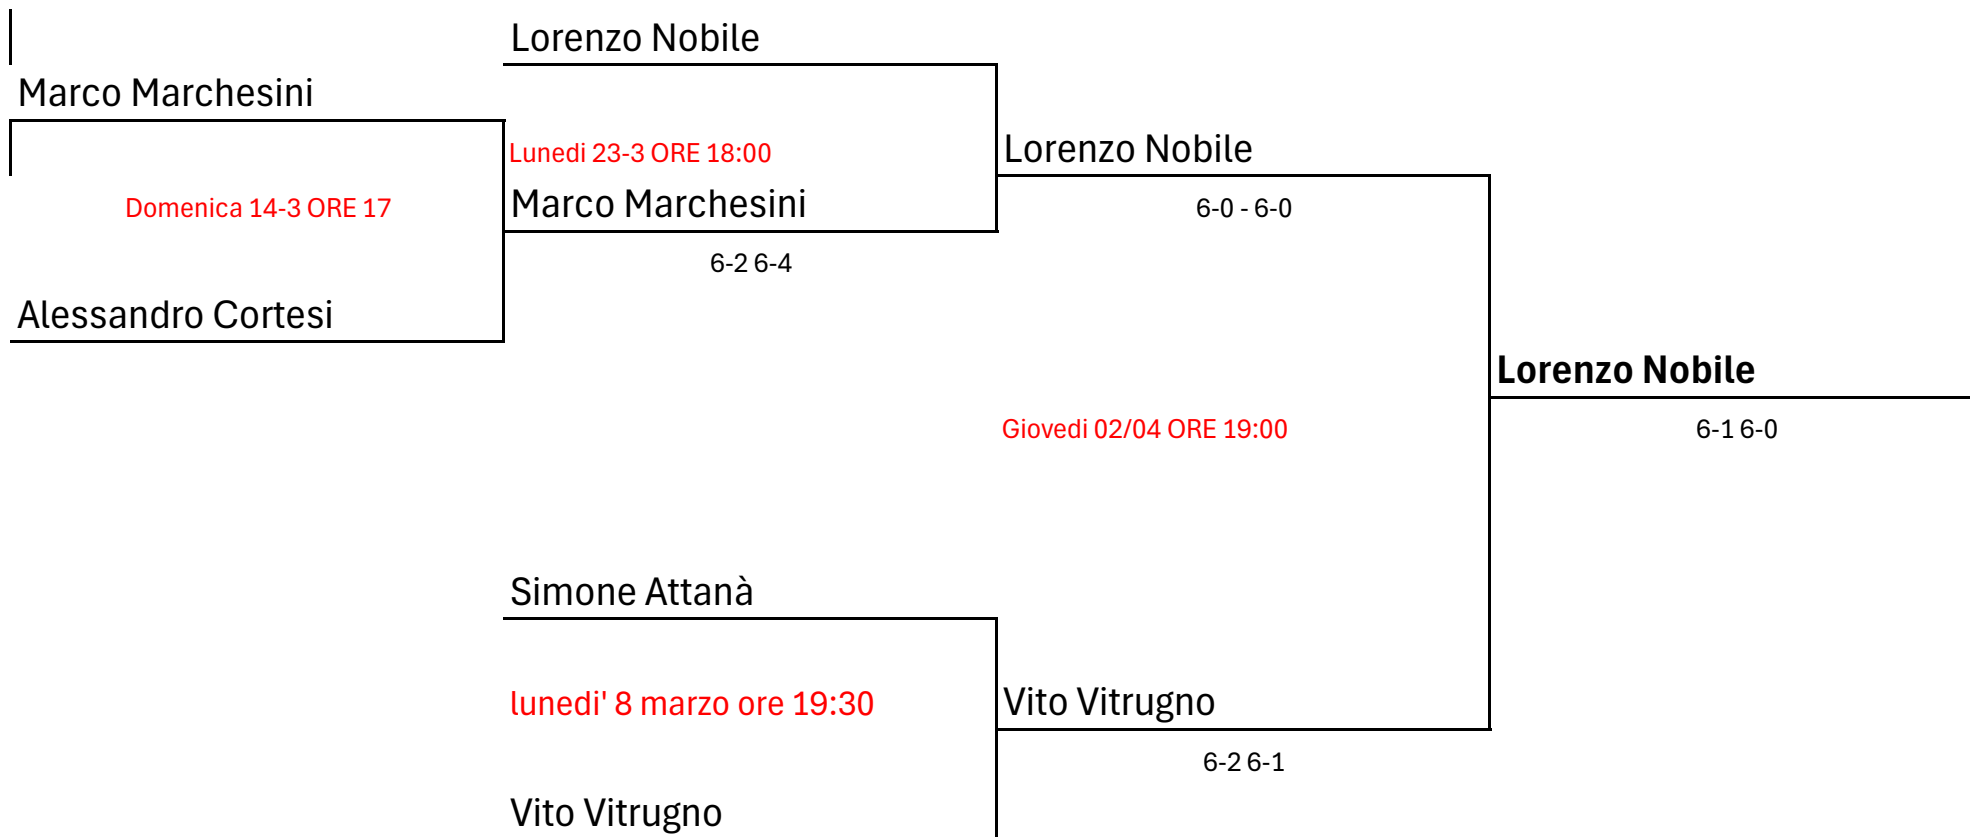 Lorenzo Nobile
Marco Marchesini
Lunedi 23-3 ORE 18:00
Lorenzo Nobile
Domenica 14-3 ORE 17
Marco Marchesini
6-0 - 6-0
6-2 6-4
Alessandro Cortesi
Lorenzo Nobile
Giovedi 02/04 ORE 19:00
6-1 6-0
Simone Attanà
lunedi' 8 marzo ore 19:30
Vito Vitrugno
6-2 6-1
Vito Vitrugno